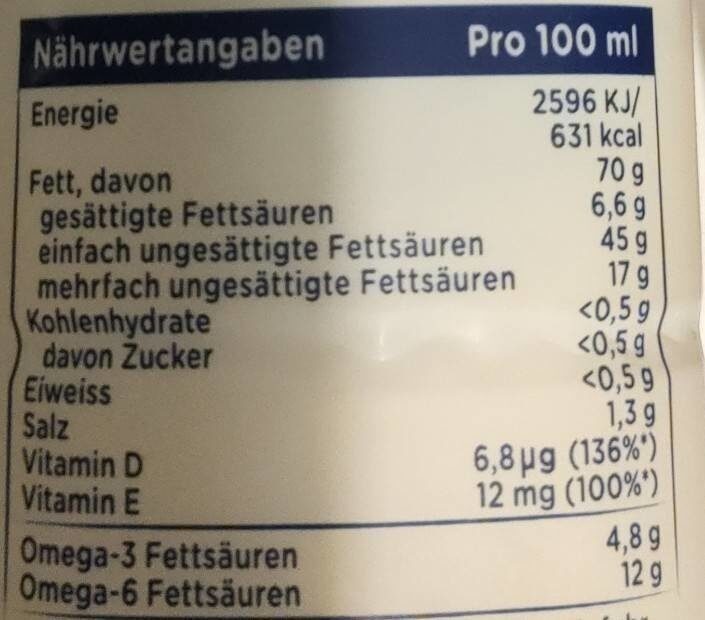 Nährwertangaben Pro 100 ml
Energie 2596 KJ/
631 kcal
Fett, davon 70 g
gesättigte Fettsäuren 6,6 g
einfach ungesättigte Fettsäuren 45 g
mehrfach ungesättigte Fettsäuren 17 g
Kohlenhydrate <0,5 g
davon Zucker <0,5 g
Eiweiss <0,5 g
Salz 1,3 g
Vitamin D 6,8 µg (136%*)
Vitamin E 12 mg (100%*)
Omega-3 Fettsäuren 4,8 g
Omega-6 Fettsäuren 12 g